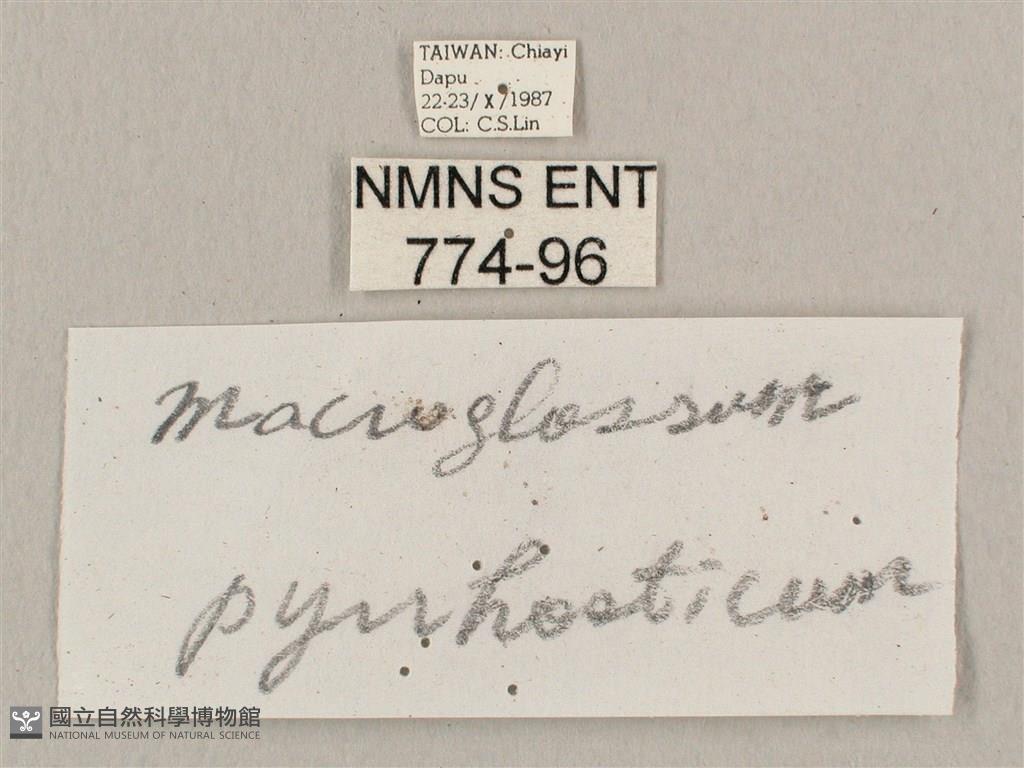 TAIWAN: Chiayi
Dapu
22-23/X/1987
COL: C.S.Lin
NMNS ENT
774-96
Macroglossum
pyrrhosticum
國立自然科學博物館
NATIONAL MUSEUM OF NATURAL SCIENCE